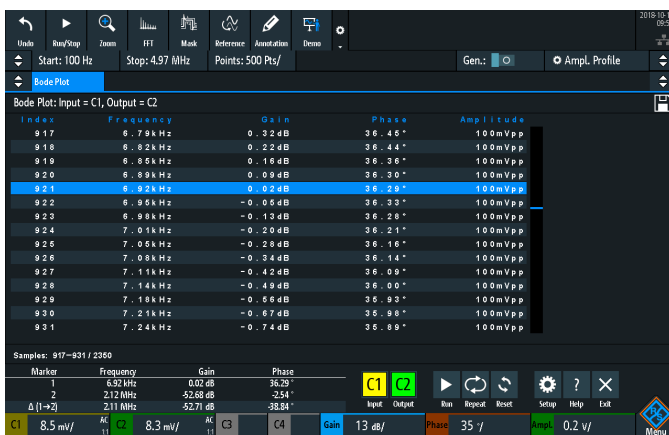 2018-10-1
09:5
Undo Run/Stop Zoom FFT Mask Reference Annotation Demo
Start: 100 Hz Stop: 4.97 MHz Points: 500 Pts/ Gen.: Ampl. Profile
Bode Plot
Bode Plot: Input = C1, Output = C2
Index Frequency Gain Phase Amplitude
917 6.79kHz 0.32dB 36.45° 100mVpp
918 6.82kHz 0.22dB 36.44° 100mVpp
919 6.85kHz 0.16dB 36.36° 100mVpp
920 6.89kHz 0.09dB 36.30° 100mVpp
921 6.92kHz 0.02dB 36.29° 100mVpp
922 6.95kHz -0.05dB 36.33° 100mVpp
923 6.98kHz -0.13dB 36.28° 100mVpp
924 7.01kHz -0.20dB 36.21° 100mVpp
925 7.05kHz -0.28dB 36.16° 100mVpp
926 7.08kHz -0.34dB 36.14° 100mVpp
927 7.11kHz -0.42dB 36.09° 100mVpp
928 7.14kHz -0.49dB 36.00° 100mVpp
929 7.18kHz -0.56dB 35.93° 100mVpp
930 7.21kHz -0.67dB 35.98° 100mVpp
931 7.24kHz -0.74dB 35.89° 100mVpp
Samples: 917-931 / 2350
Marker Frequency Gain Phase
1 6.92 kHz 0.02 dB 36.29 °
2 2.12 MHz -52.68 dB -2.54 °
Δ (1→2) 2.11 MHz -52.71 dB -38.84 °
C1 C2
Input Output Run Repeat Reset Setup Help Exit
C1 8.5 mV/ AC 1:1 C2 8.3 mV/ AC 1:1 C3 C4 Gain 13 dB/ Phase 35 °/ Ampl. 0.2 V/ Menu